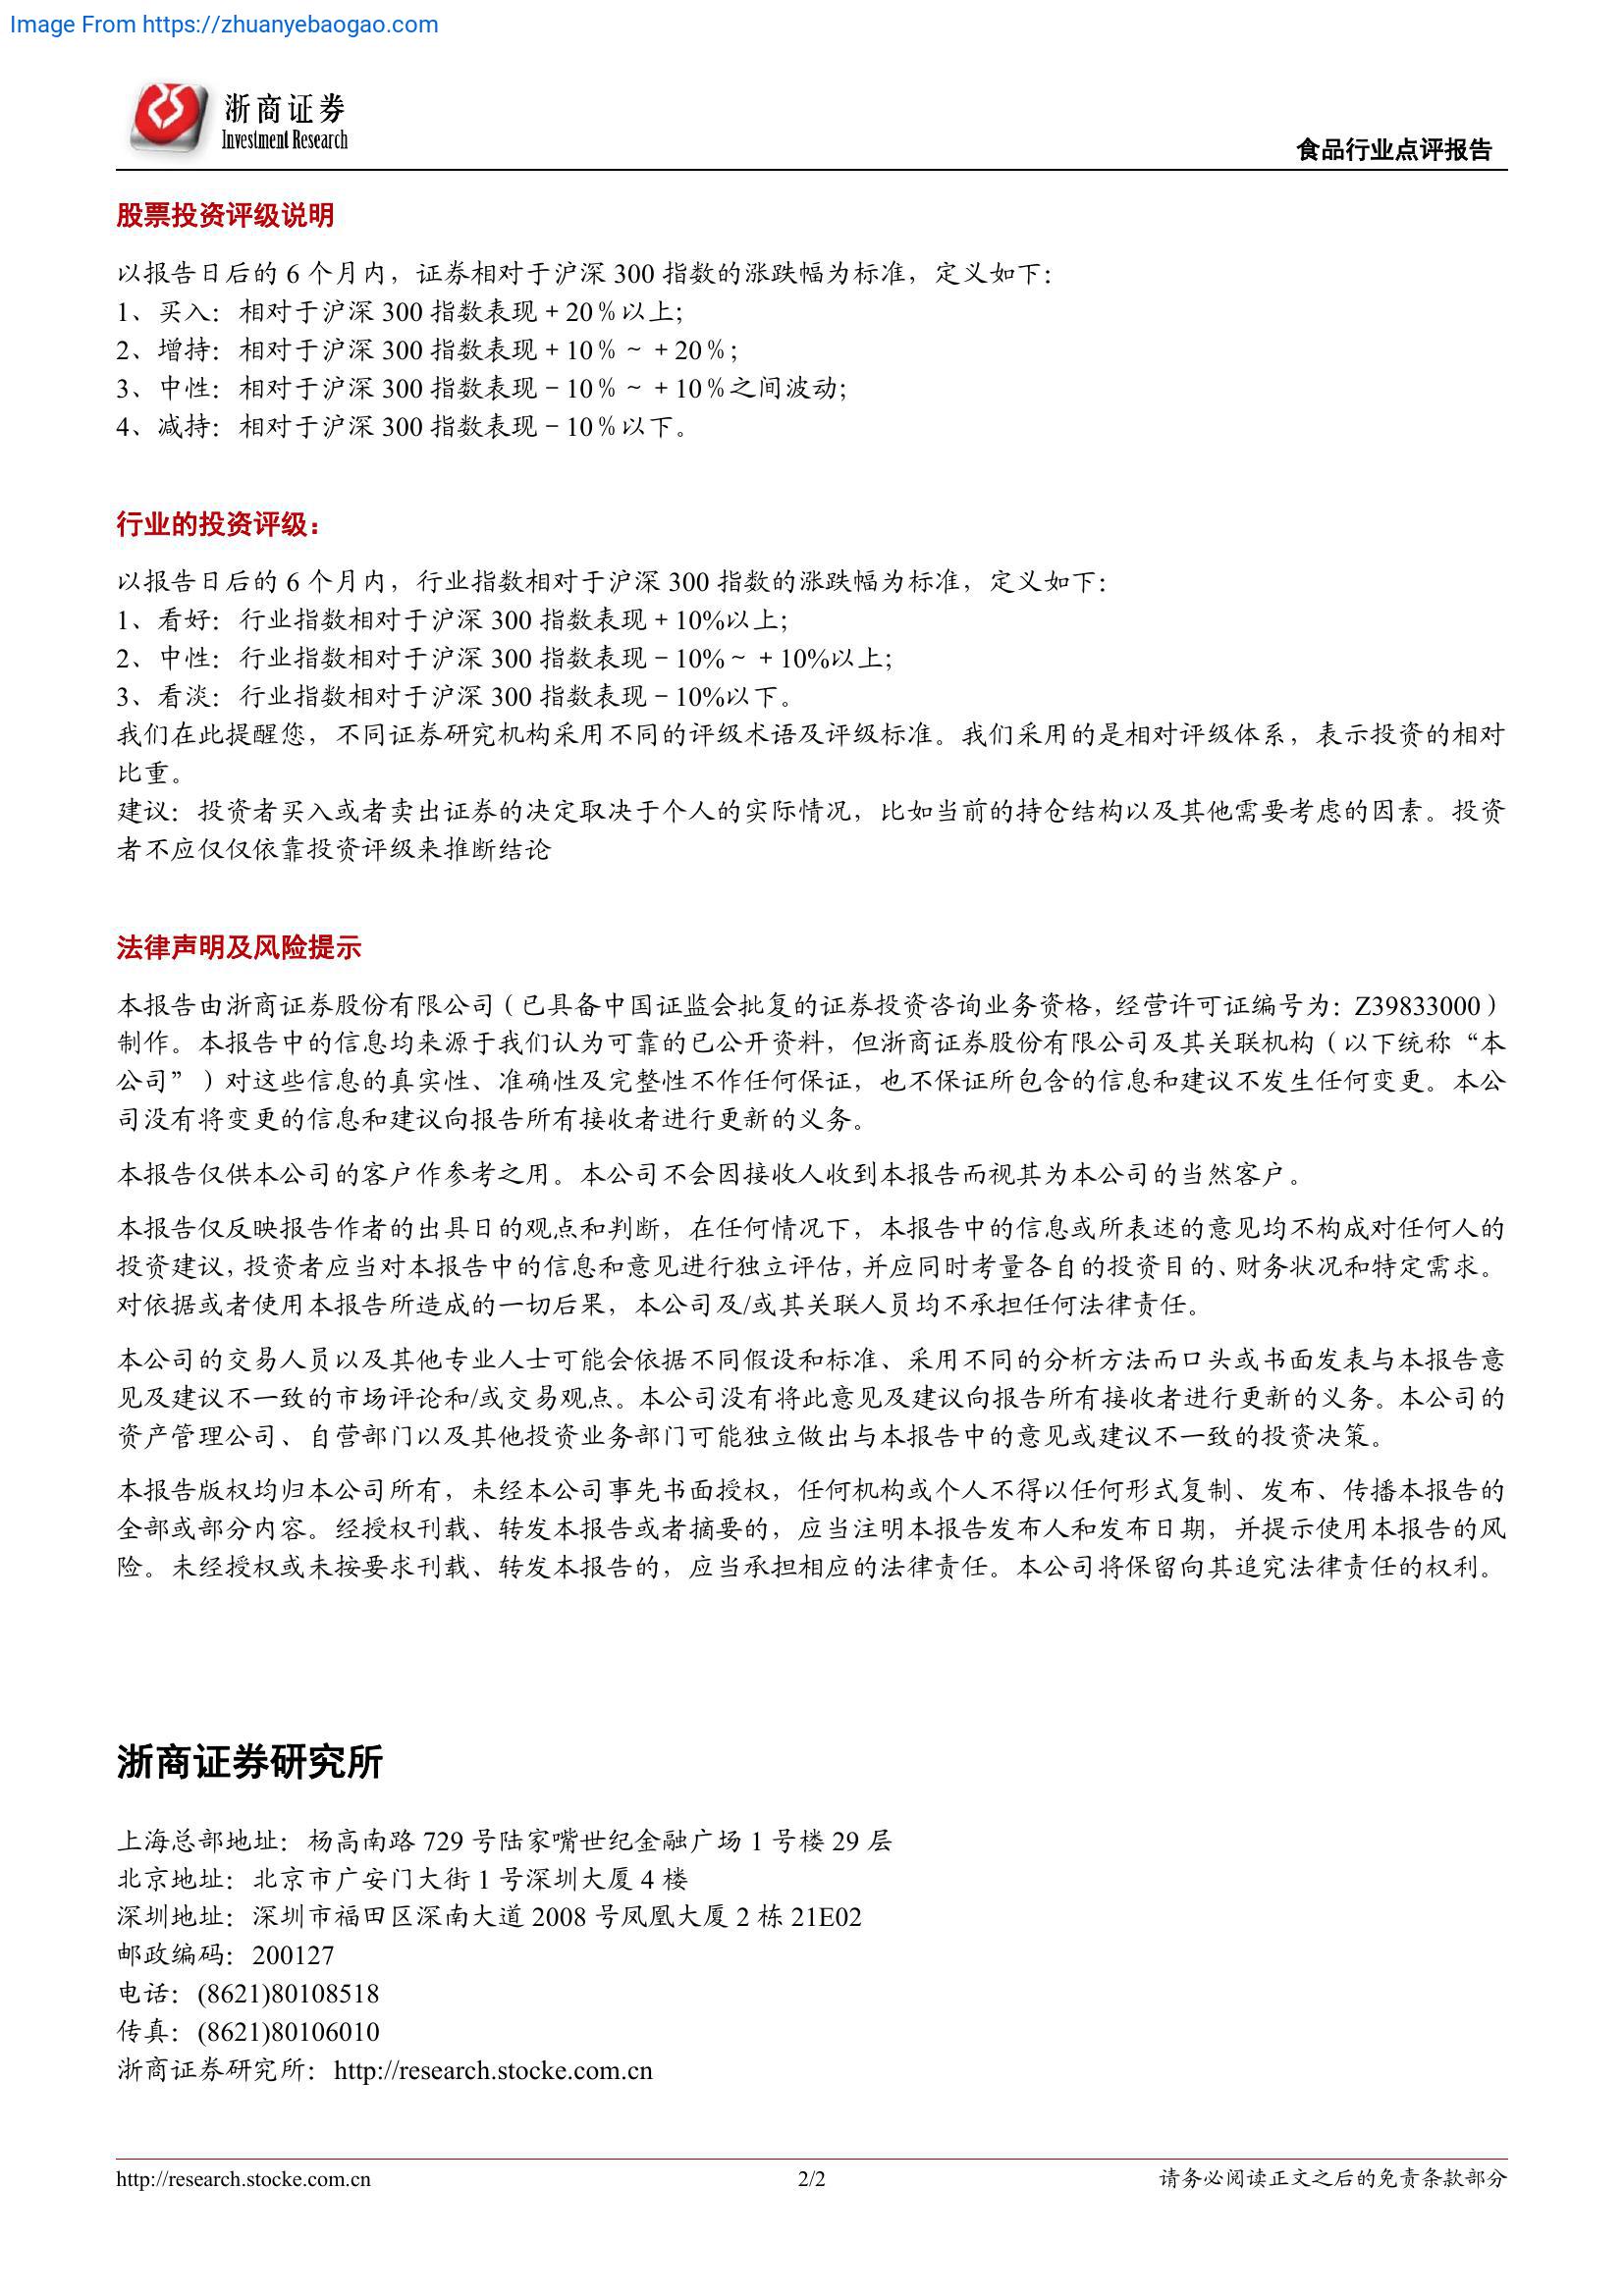 Image From https://zhuanyebaogao.com
浙商证券
Investment Research
食品行业点评报告
股票投资评级说明
以报告日后的 6 个月内，证券相对于沪深 300 指数的涨跌幅为标准，定义如下：
1、买入：相对于沪深 300 指数表现＋20％以上；
2、增持：相对于沪深 300 指数表现＋10％～＋20％；
3、中性：相对于沪深 300 指数表现－10％～＋10％之间波动；
4、减持：相对于沪深 300 指数表现－10％以下。
行业的投资评级：
以报告日后的 6 个月内，行业指数相对于沪深 300 指数的涨跌幅为标准，定义如下：
1、看好：行业指数相对于沪深 300 指数表现＋10%以上；
2、中性：行业指数相对于沪深 300 指数表现－10%～＋10%以上；
3、看淡：行业指数相对于沪深 300 指数表现－10%以下。
我们在此提醒您，不同证券研究机构采用不同的评级术语及评级标准。我们采用的是相对评级体系，表示投资的相对
比重。
建议：投资者买入或者卖出证券的决定取决于个人的实际情况，比如当前的持仓结构以及其他需要考虑的因素。投资
者不应仅仅依靠投资评级来推断结论
法律声明及风险提示
本报告由浙商证券股份有限公司（已具备中国证监会批复的证券投资咨询业务资格，经营许可证编号为：Z39833000）
制作。本报告中的信息均来源于我们认为可靠的已公开资料，但浙商证券股份有限公司及其关联机构（以下统称“本
公司”）对这些信息的真实性、准确性及完整性不作任何保证，也不保证所包含的信息和建议不发生任何变更。本公
司没有将变更的信息和建议向报告所有接收者进行更新的义务。
本报告仅供本公司的客户作参考之用。本公司不会因接收人收到本报告而视其为本公司的当然客户。
本报告仅反映报告作者的出具日的观点和判断，在任何情况下，本报告中的信息或所表述的意见均不构成对任何人的
投资建议，投资者应当对本报告中的信息和意见进行独立评估，并应同时考量各自的投资目的、财务状况和特定需求。
对依据或者使用本报告所造成的一切后果，本公司及/或其关联人员均不承担任何法律责任。
本公司的交易人员以及其他专业人士可能会依据不同假设和标准、采用不同的分析方法而口头或书面发表与本报告意
见及建议不一致的市场评论和/或交易观点。本公司没有将此意见及建议向报告所有接收者进行更新的义务。本公司的
资产管理公司、自营部门以及其他投资业务部门可能独立做出与本报告中的意见或建议不一致的投资决策。
本报告版权均归本公司所有，未经本公司事先书面授权，任何机构或个人不得以任何形式复制、发布、传播本报告的
全部或部分内容。经授权刊载、转发本报告或者摘要的，应当注明本报告发布人和发布日期，并提示使用本报告的风
险。未经授权或未按要求刊载、转发本报告的，应当承担相应的法律责任。本公司将保留向其追究法律责任的权利。
浙商证券研究所
上海总部地址：杨高南路 729 号陆家嘴世纪金融广场 1 号楼 29 层
北京地址：北京市广安门大街 1 号深圳大厦 4 楼
深圳地址：深圳市福田区深南大道 2008 号凤凰大厦 2 栋 21E02
邮政编码：200127
电话：(8621)80108518
传真：(8621)80106010
浙商证券研究所：http://research.stocke.com.cn
http://research.stocke.com.cn
2/2
请务必阅读正文之后的免责条款部分